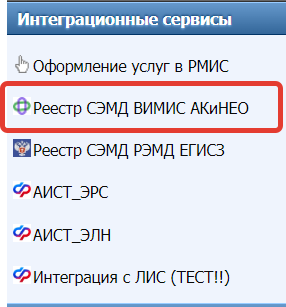 Интеграционные сервисы
Оформление услуг в РМИС
Реестр СЭМД ВИМИС АКиНЕО
Реестр СЭМД РЭМД ЕГИСЗ
АИСТ_ЭРС
АИСТ_ЭЛН
Интеграция с ЛИС (ТЕСТ!!)